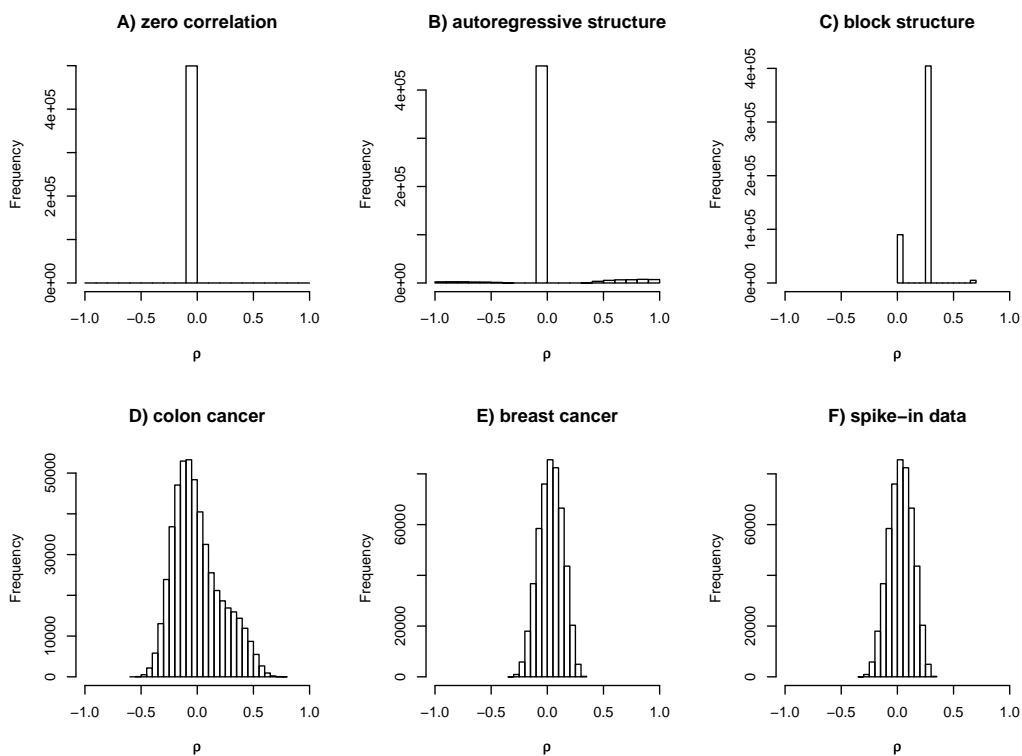 A) zero correlation
Frequency
0e+00 2e+05 4e+05
−1.0 −0.5 0.0 0.5 1.0
ρ
B) autoregressive structure
Frequency
0e+00 2e+05 4e+05
−1.0 −0.5 0.0 0.5 1.0
ρ
C) block structure
Frequency
0e+00 1e+05 2e+05 3e+05 4e+05
−1.0 −0.5 0.0 0.5 1.0
ρ
D) colon cancer
Frequency
0 10000 30000 50000
−1.0 −0.5 0.0 0.5 1.0
ρ
E) breast cancer
Frequency
0 20000 60000
−1.0 −0.5 0.0 0.5 1.0
ρ
F) spike−in data
Frequency
0 20000 60000
−1.0 −0.5 0.0 0.5 1.0
ρ